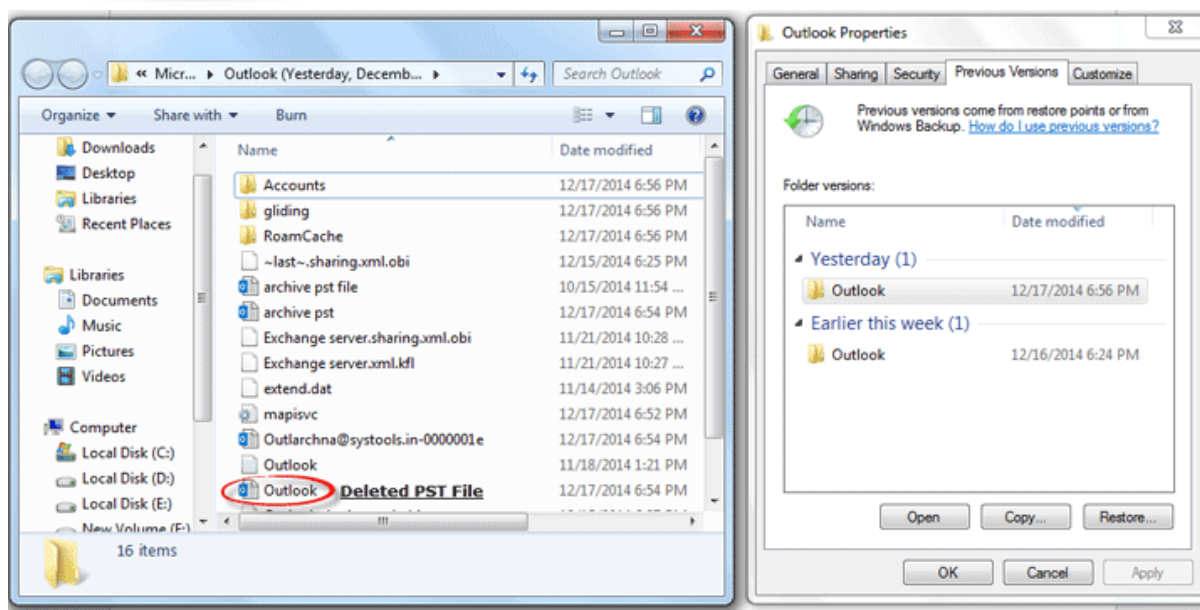 « Micr... ▸ Outlook (Yesterday, Decemb... ▸
Search Outlook
Organize Share with Burn
Downloads
Desktop
Libraries
Recent Places
Libraries
Documents
Music
Pictures
Videos
Computer
Local Disk (C:)
Local Disk (D:)
Local Disk (E:)
New Volume (F:)
Name Date modified
Accounts 12/17/2014 6:56 PM
gliding 12/17/2014 6:56 PM
RoamCache 12/17/2014 6:56 PM
~last~.sharing.xml.obi 12/15/2014 6:25 PM
archive pst file 10/15/2014 11:54 ...
archive pst 12/17/2014 6:54 PM
Exchange server.sharing.xml.obi 11/21/2014 10:28 ...
Exchange server.xml.kfl 11/21/2014 10:27 ...
extend.dat 11/14/2014 3:06 PM
mapisvc 12/17/2014 6:52 PM
Outlarchna@systools.in-0000001e 12/17/2014 6:54 PM
Outlook 11/18/2014 1:21 PM
Outlook Deleted PST File 12/17/2014 6:54 PM
16 items
Outlook Properties
General Sharing Security Previous Versions Customize
Previous versions come from restore points or from
Windows Backup. How do I use previous versions?
Folder versions:
Name Date modified
Yesterday (1)
Outlook 12/17/2014 6:56 PM
Earlier this week (1)
Outlook 12/16/2014 6:24 PM
Open Copy... Restore...
OK Cancel Apply